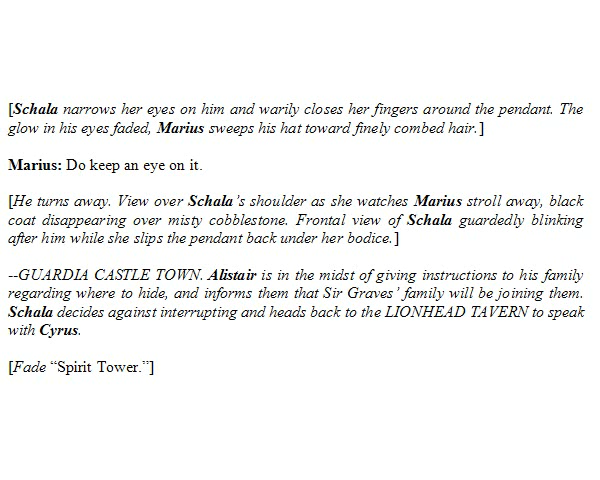 [Schala narrows her eyes on him and warily closes her fingers around the pendant. The
glow in his eyes faded, Marius sweeps his hat toward finely combed hair.]
Marius: Do keep an eye on it.
[He turns away. View over Schala's shoulder as she watches Marius stroll away, black
coat disappearing over misty cobblestone. Frontal view of Schala guardedly blinking
after him while she slips the pendant back under her bodice.]
--GUARDIA CASTLE TOWN. Alistair is in the midst of giving instructions to his family
regarding where to hide, and informs them that Sir Graves' family will be joining them.
Schala decides against interrupting and heads back to the LIONHEAD TAVERN to speak
with Cyrus.
[Fade “Spirit Tower.”]